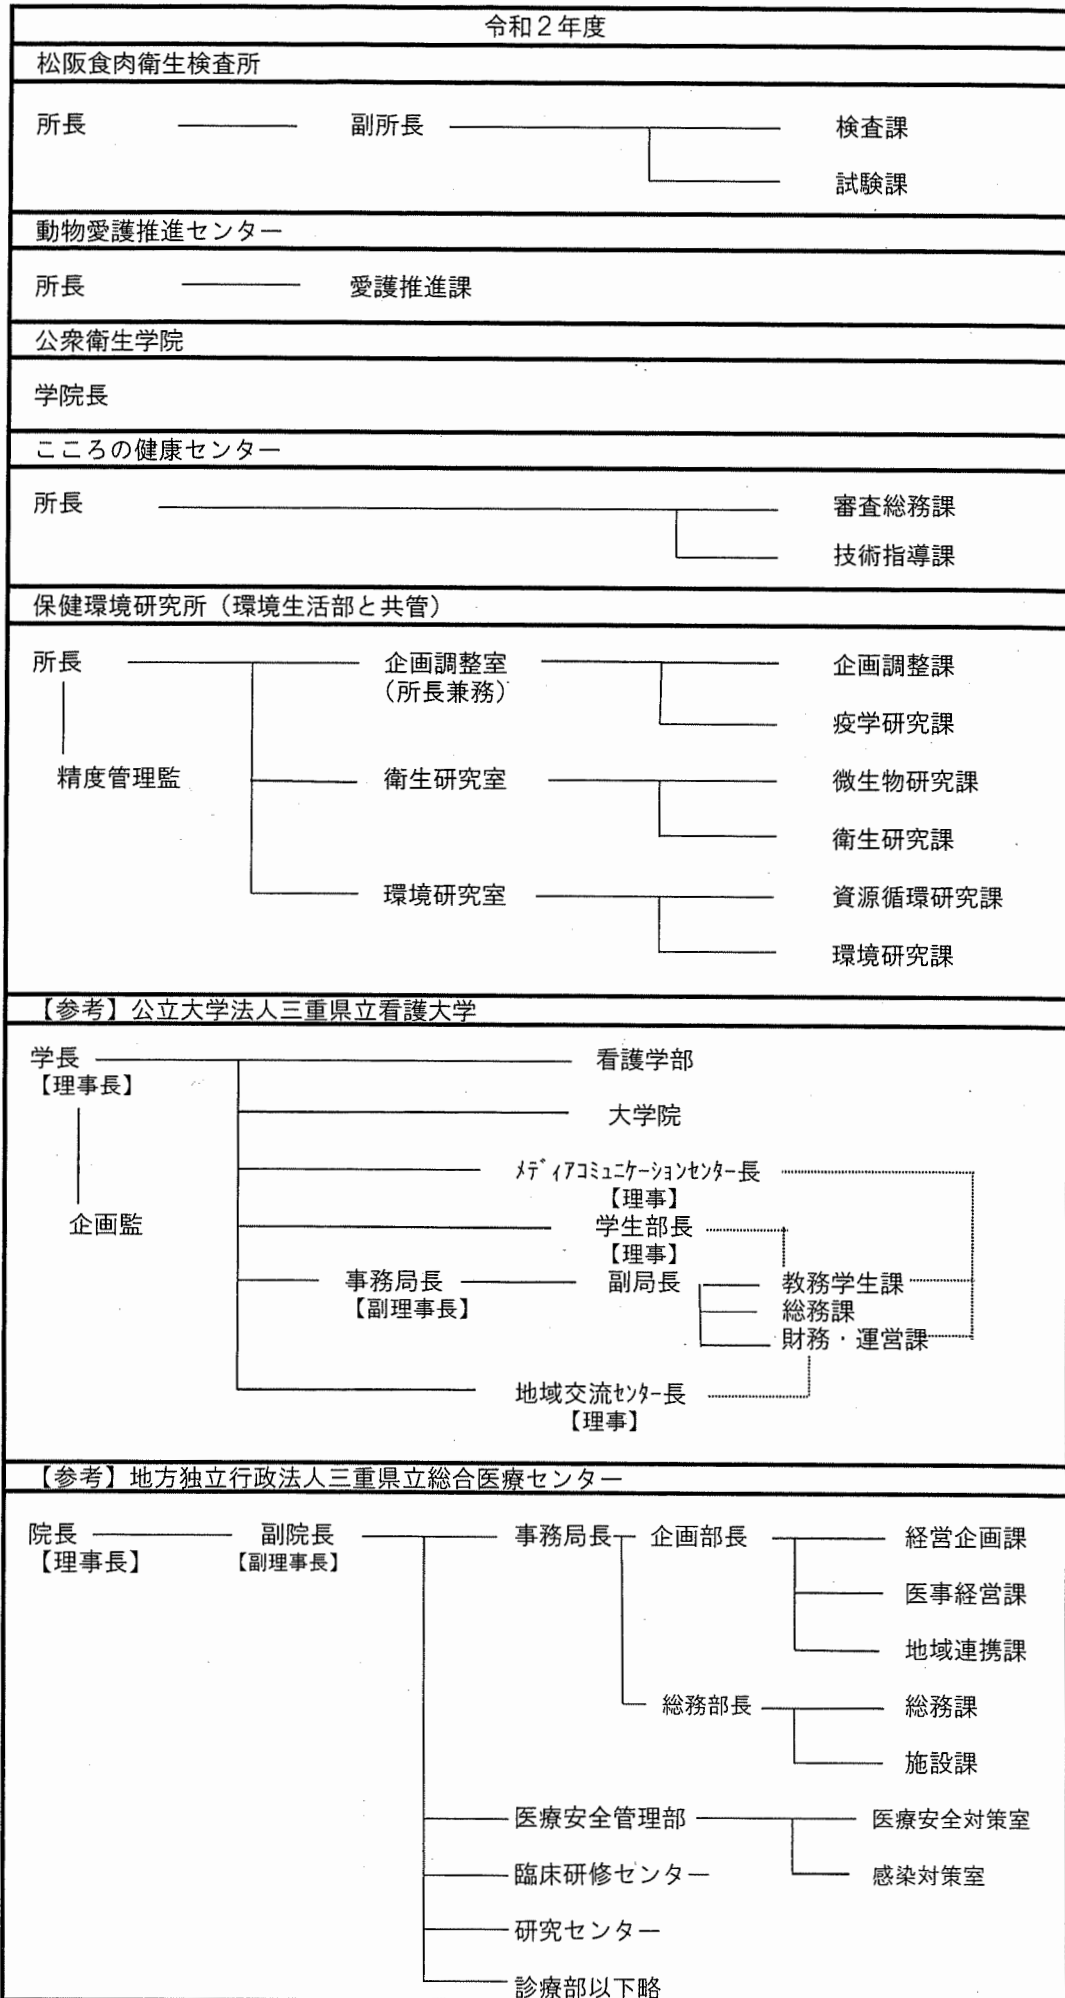 令和２年度
松阪食肉衛生検査所
所長 副所長 検査課
試験課
動物愛護推進センター
所長 愛護推進課
公衆衛生学院
学院長
こころの健康センター
所長 審査総務課
技術指導課
保健環境研究所（環境生活部と共管）
所長 企画調整室 企画調整課
（所長兼務）
疫学研究課
精度管理監 衛生研究室 微生物研究課
衛生研究課
環境研究室 資源循環研究課
環境研究課
【参考】公立大学法人三重県立看護大学
学長 看護学部
【理事長】
大学院
ﾒﾃﾞｨｱｺﾐｭﾆｹｰｼｮﾝｾﾝﾀｰ長
【理事】
企画監 学生部長
【理事】
事務局長 副局長 教務学生課
【副理事長】 総務課
財務・運営課
地域交流ｾﾝﾀｰ長
【理事】
【参考】地方独立行政法人三重県立総合医療センター
院長 副院長 事務局長 企画部長 経営企画課
【理事長】 【副理事長】
医事経営課
地域連携課
総務部長 総務課
施設課
医療安全管理部 医療安全対策室
臨床研修センター 感染対策室
研究センター
診療部以下略